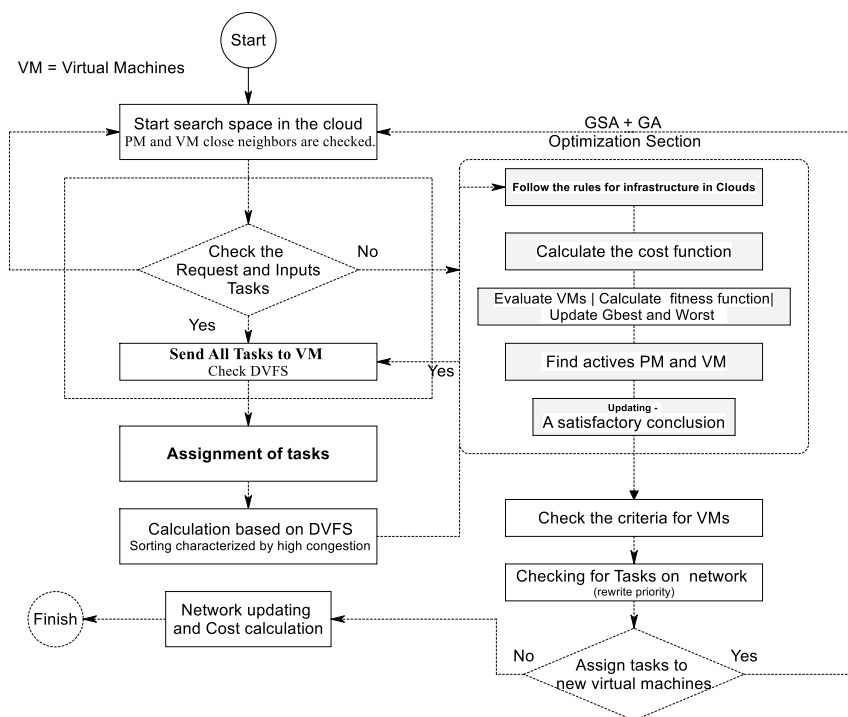 Start
VM = Virtual Machines
Start search space in the cloud
PM and VM close neighbors are checked.
GSA + GA
Optimization Section
Follow the rules for infrastructure in Clouds
Check the
Request and Inputs
Tasks
No
Yes
Calculate the cost function
Evaluate VMs | Calculate fitness function|
Update Gbest and Worst
Send All Tasks to VM
Check DVFS
Yes
Find actives PM and VM
Updating -
A satisfactory conclusion
Assignment of tasks
Calculation based on DVFS
Sorting characterized by high congestion
Check the criteria for VMs
Checking for Tasks on network
(rewrite priority)
Network updating
and Cost calculation
Finish
No
Assign tasks to
new virtual machines
Yes